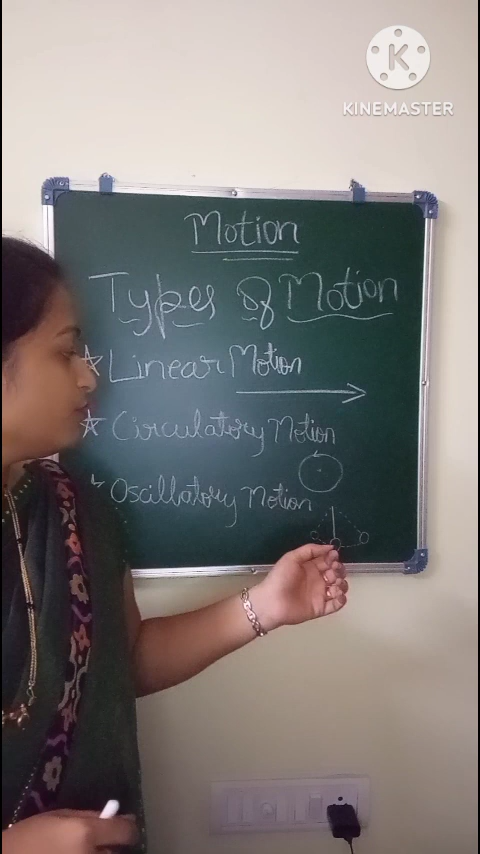 KINEMASTER
Motion
Types Of Motion
Linear Motion
Circulatory Motion
Oscillatory Motion